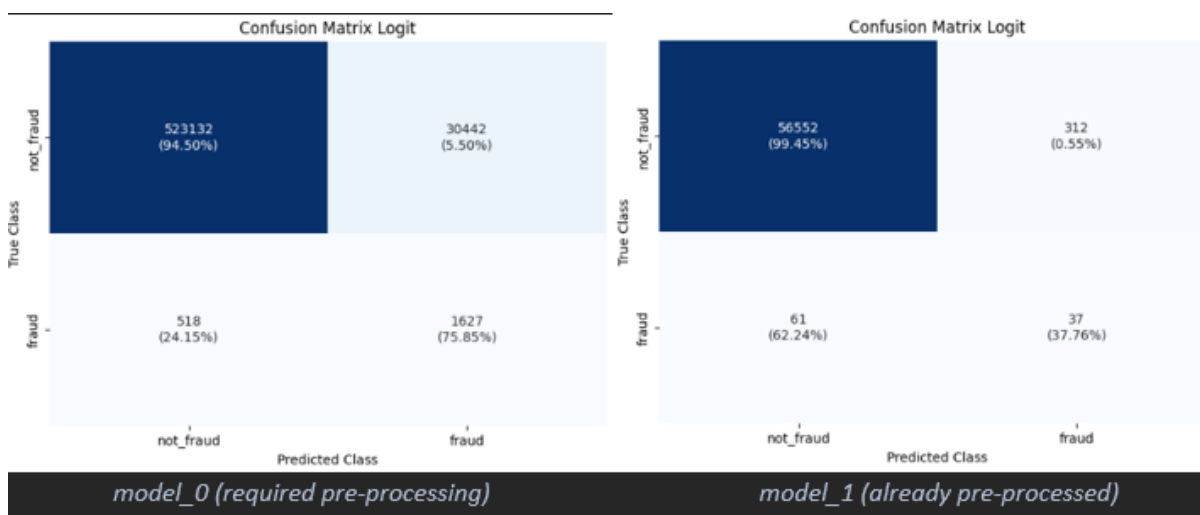 Confusion Matrix Logit
True Class
not_fraud
523132
(94.50%)
30442
(5.50%)
fraud
518
(24.15%)
1627
(75.85%)
not_fraud
fraud
Predicted Class
model_0 (required pre-processing)
Confusion Matrix Logit
True Class
not_fraud
56552
(99.45%)
312
(0.55%)
fraud
61
(62.24%)
37
(37.76%)
not_fraud
fraud
Predicted Class
model_1 (already pre-processed)